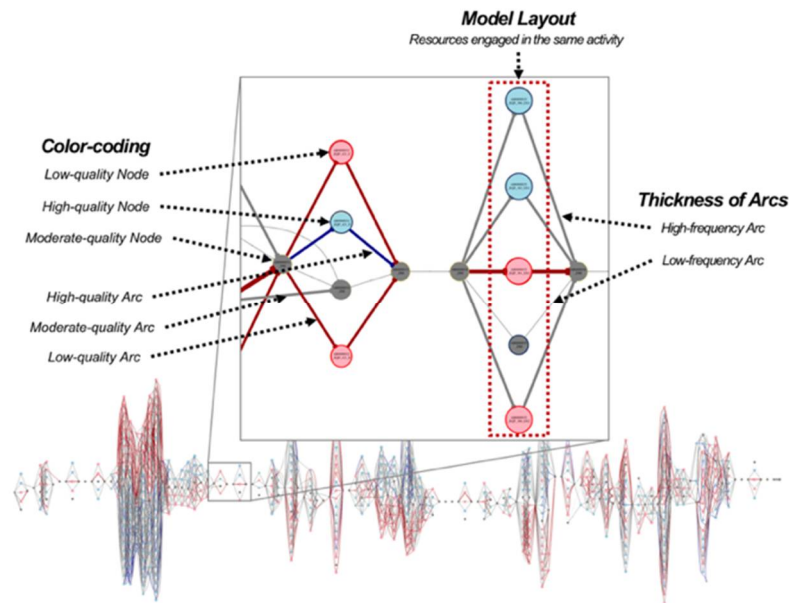 Model Layout
Resources engaged in the same activity
Color-coding
Low-quality Node
High-quality Node
Moderate-quality Node
High-quality Arc
Moderate-quality Arc
Low-quality Arc
Thickness of Arcs
High-frequency Arc
Low-frequency Arc